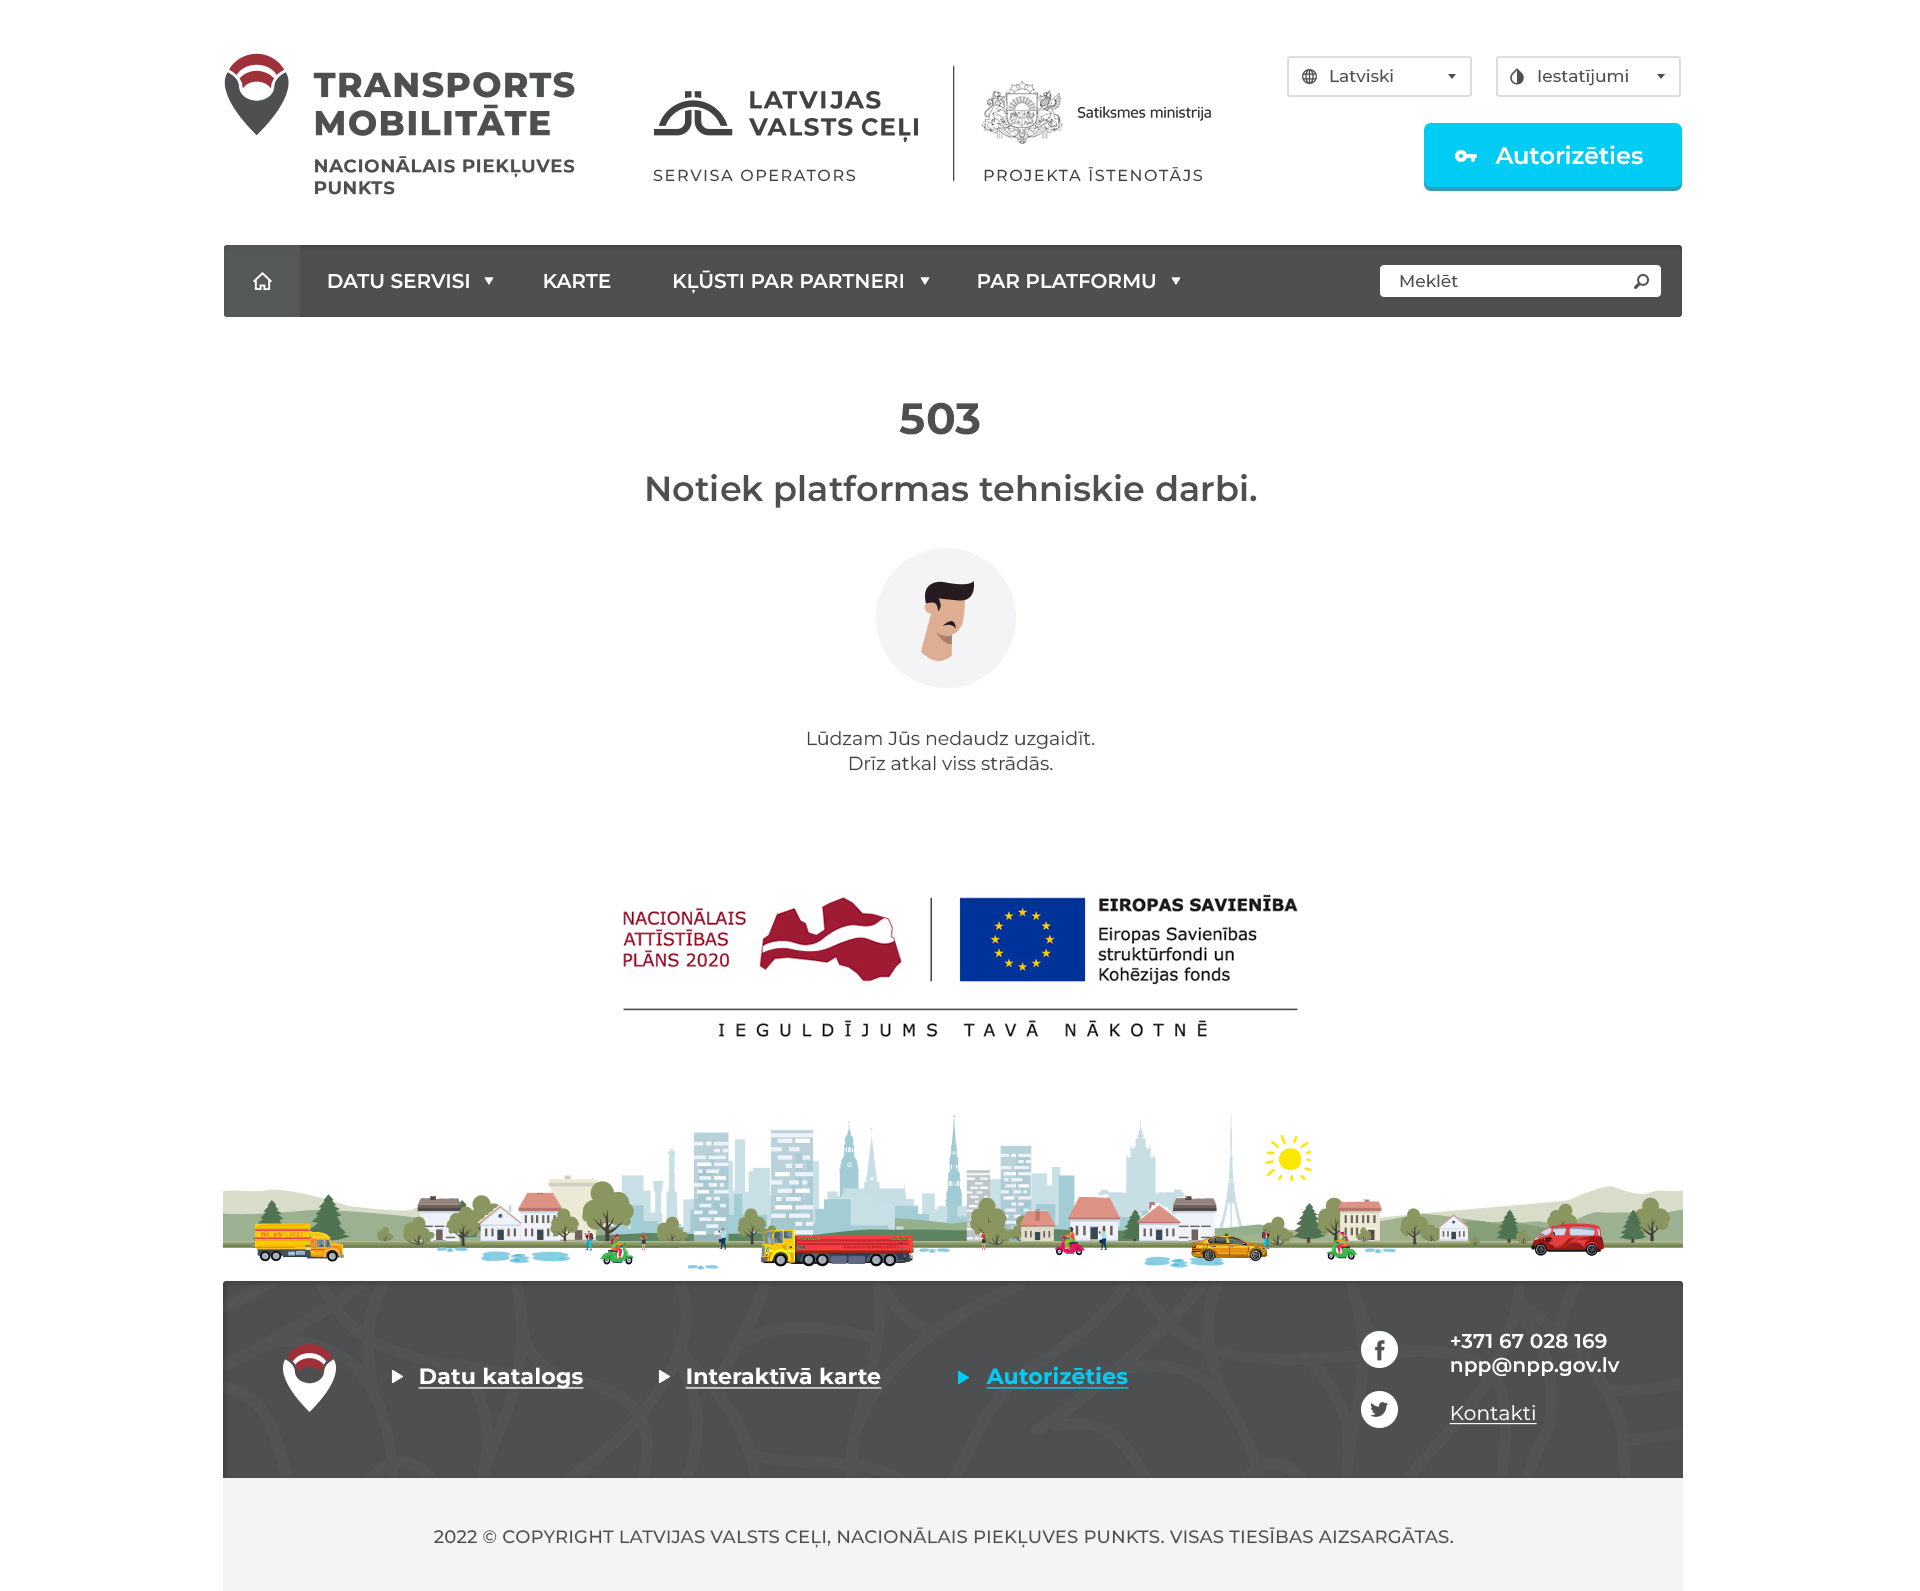 TRANSPORTS
MOBILITĀTE
NACIONĀLAIS PIEKĻUVES
PUNKTS
LATVIJAS
VALSTS CEĻI
SERVISA OPERATORS
Satiksmes ministrija
PROJEKTA ĪSTENOTĀJS
Latviski
Iestatījumi
Autorizēties
DATU SERVISI
KARTE
KĻŪSTI PAR PARTNERI
PAR PLATFORMU
Meklēt
503
Notiek platformas tehniskie darbi.
Lūdzam Jūs nedaudz uzgaidīt.
Drīz atkal viss strādās.
NACIONĀLAIS
ATTĪSTĪBAS
PLĀNS 2020
EIROPAS SAVIENĪBA
Eiropas Savienības
struktūrfondi un
Kohēzijas fonds
IEGULDĪJUMS TAVĀ NĀKOTNĒ
Datu katalogs
Interaktīvā karte
Autorizēties
+371 67 028 169
npp@npp.gov.lv
Kontakti
2022 © COPYRIGHT LATVIJAS VALSTS CEĻI, NACIONĀLAIS PIEKĻUVES PUNKTS. VISAS TIESĪBAS AIZSARGĀTAS.